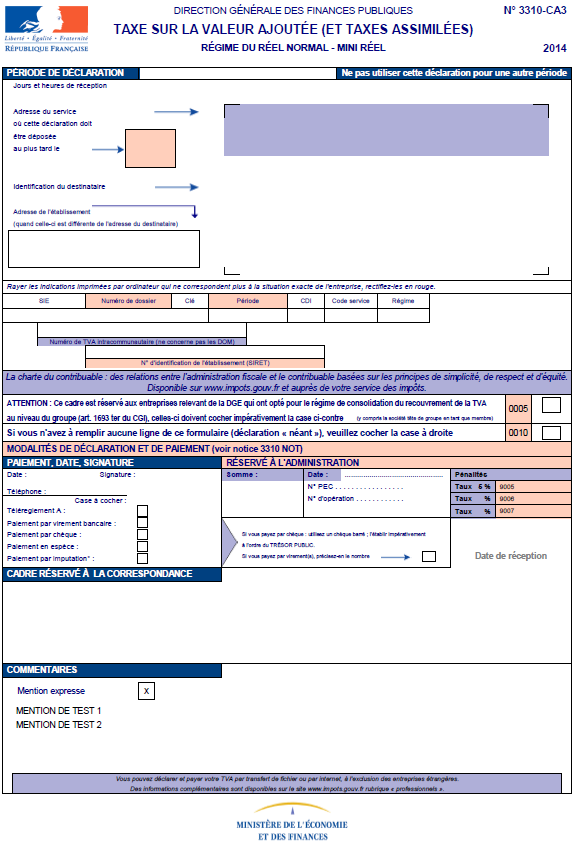 DIRECTION GÉNÉRALE DES FINANCES PUBLIQUES
N° 3310-CA3
TAXE SUR LA VALEUR AJOUTÉE (ET TAXES ASSIMILÉES)
Liberté • Égalité • Fraternité
RÉPUBLIQUE FRANÇAISE
RÉGIME DU RÉEL NORMAL - MINI RÉEL
2014
PÉRIODE DE DÉCLARATION
Ne pas utiliser cette déclaration pour une autre période
Jours et heures de réception
Adresse du service
où cette déclaration doit
être déposée
au plus tard le
Identification du destinataire
Adresse de l'établissement
(quand celle-ci est différente de l'adresse du destinataire)
Rayer les indications imprimées par ordinateur qui ne correspondent plus à la situation exacte de l'entreprise, rectifiez-les en rouge.
SIE Numéro de dossier Clé Période CDI Code service Régime
Numéro de TVA intracommunautaire (ne concerne pas les DOM)
N° d'identification de l'établissement (SIRET)
La charte du contribuable : des relations entre l'administration fiscale et le contribuable basées sur les principes de simplicité, de respect et d'équité.
Disponible sur www.impots.gouv.fr et auprès de votre service des impôts.
ATTENTION : Ce cadre est réservé aux entreprises relevant de la DGE qui ont opté pour le régime de consolidation du recouvrement de la TVA
au niveau du groupe (art. 1693 ter du CGI), celles-ci doivent cocher impérativement la case ci-contre (y compris la société tête de groupe en tant que membre)
0005
Si vous n'avez à remplir aucune ligne de ce formulaire (déclaration « néant »), veuillez cocher la case à droite
0010
MODALITÉS DE DÉCLARATION ET DE PAIEMENT (voir notice 3310 NOT)
PAIEMENT, DATE, SIGNATURE
RÉSERVÉ À L'ADMINISTRATION
Date : Signature :
Téléphone :
Case à cocher :
Télérèglement A :
Paiement par virement bancaire :
Paiement par chèque :
Paiement en espèce :
Paiement par imputation* :
Somme : Date :
N° PEC . . . . . . . . . . . . . . . .
N° d'opération . . . . . . . . . . . .
Pénalités
Taux 5 % 9005
Taux % 9006
Taux % 9007
Si vous payez par chèque : utilisez un chèque barré ; l'établir impérativement
à l'ordre du TRÉSOR PUBLIC.
Si vous payez par virement(s), précisez-en le nombre
Date de réception
CADRE RÉSERVÉ À LA CORRESPONDANCE
COMMENTAIRES
Mention expresse X
MENTION DE TEST 1
MENTION DE TEST 2
Vous pouvez déclarer et payer votre TVA par transfert de fichier ou par internet, à l'exclusion des entreprises étrangères.
Des informations complémentaires sont disponibles sur le site www.impots.gouv.fr rubrique « professionnels ».
MINISTÈRE DE L'ÉCONOMIE
ET DES FINANCES